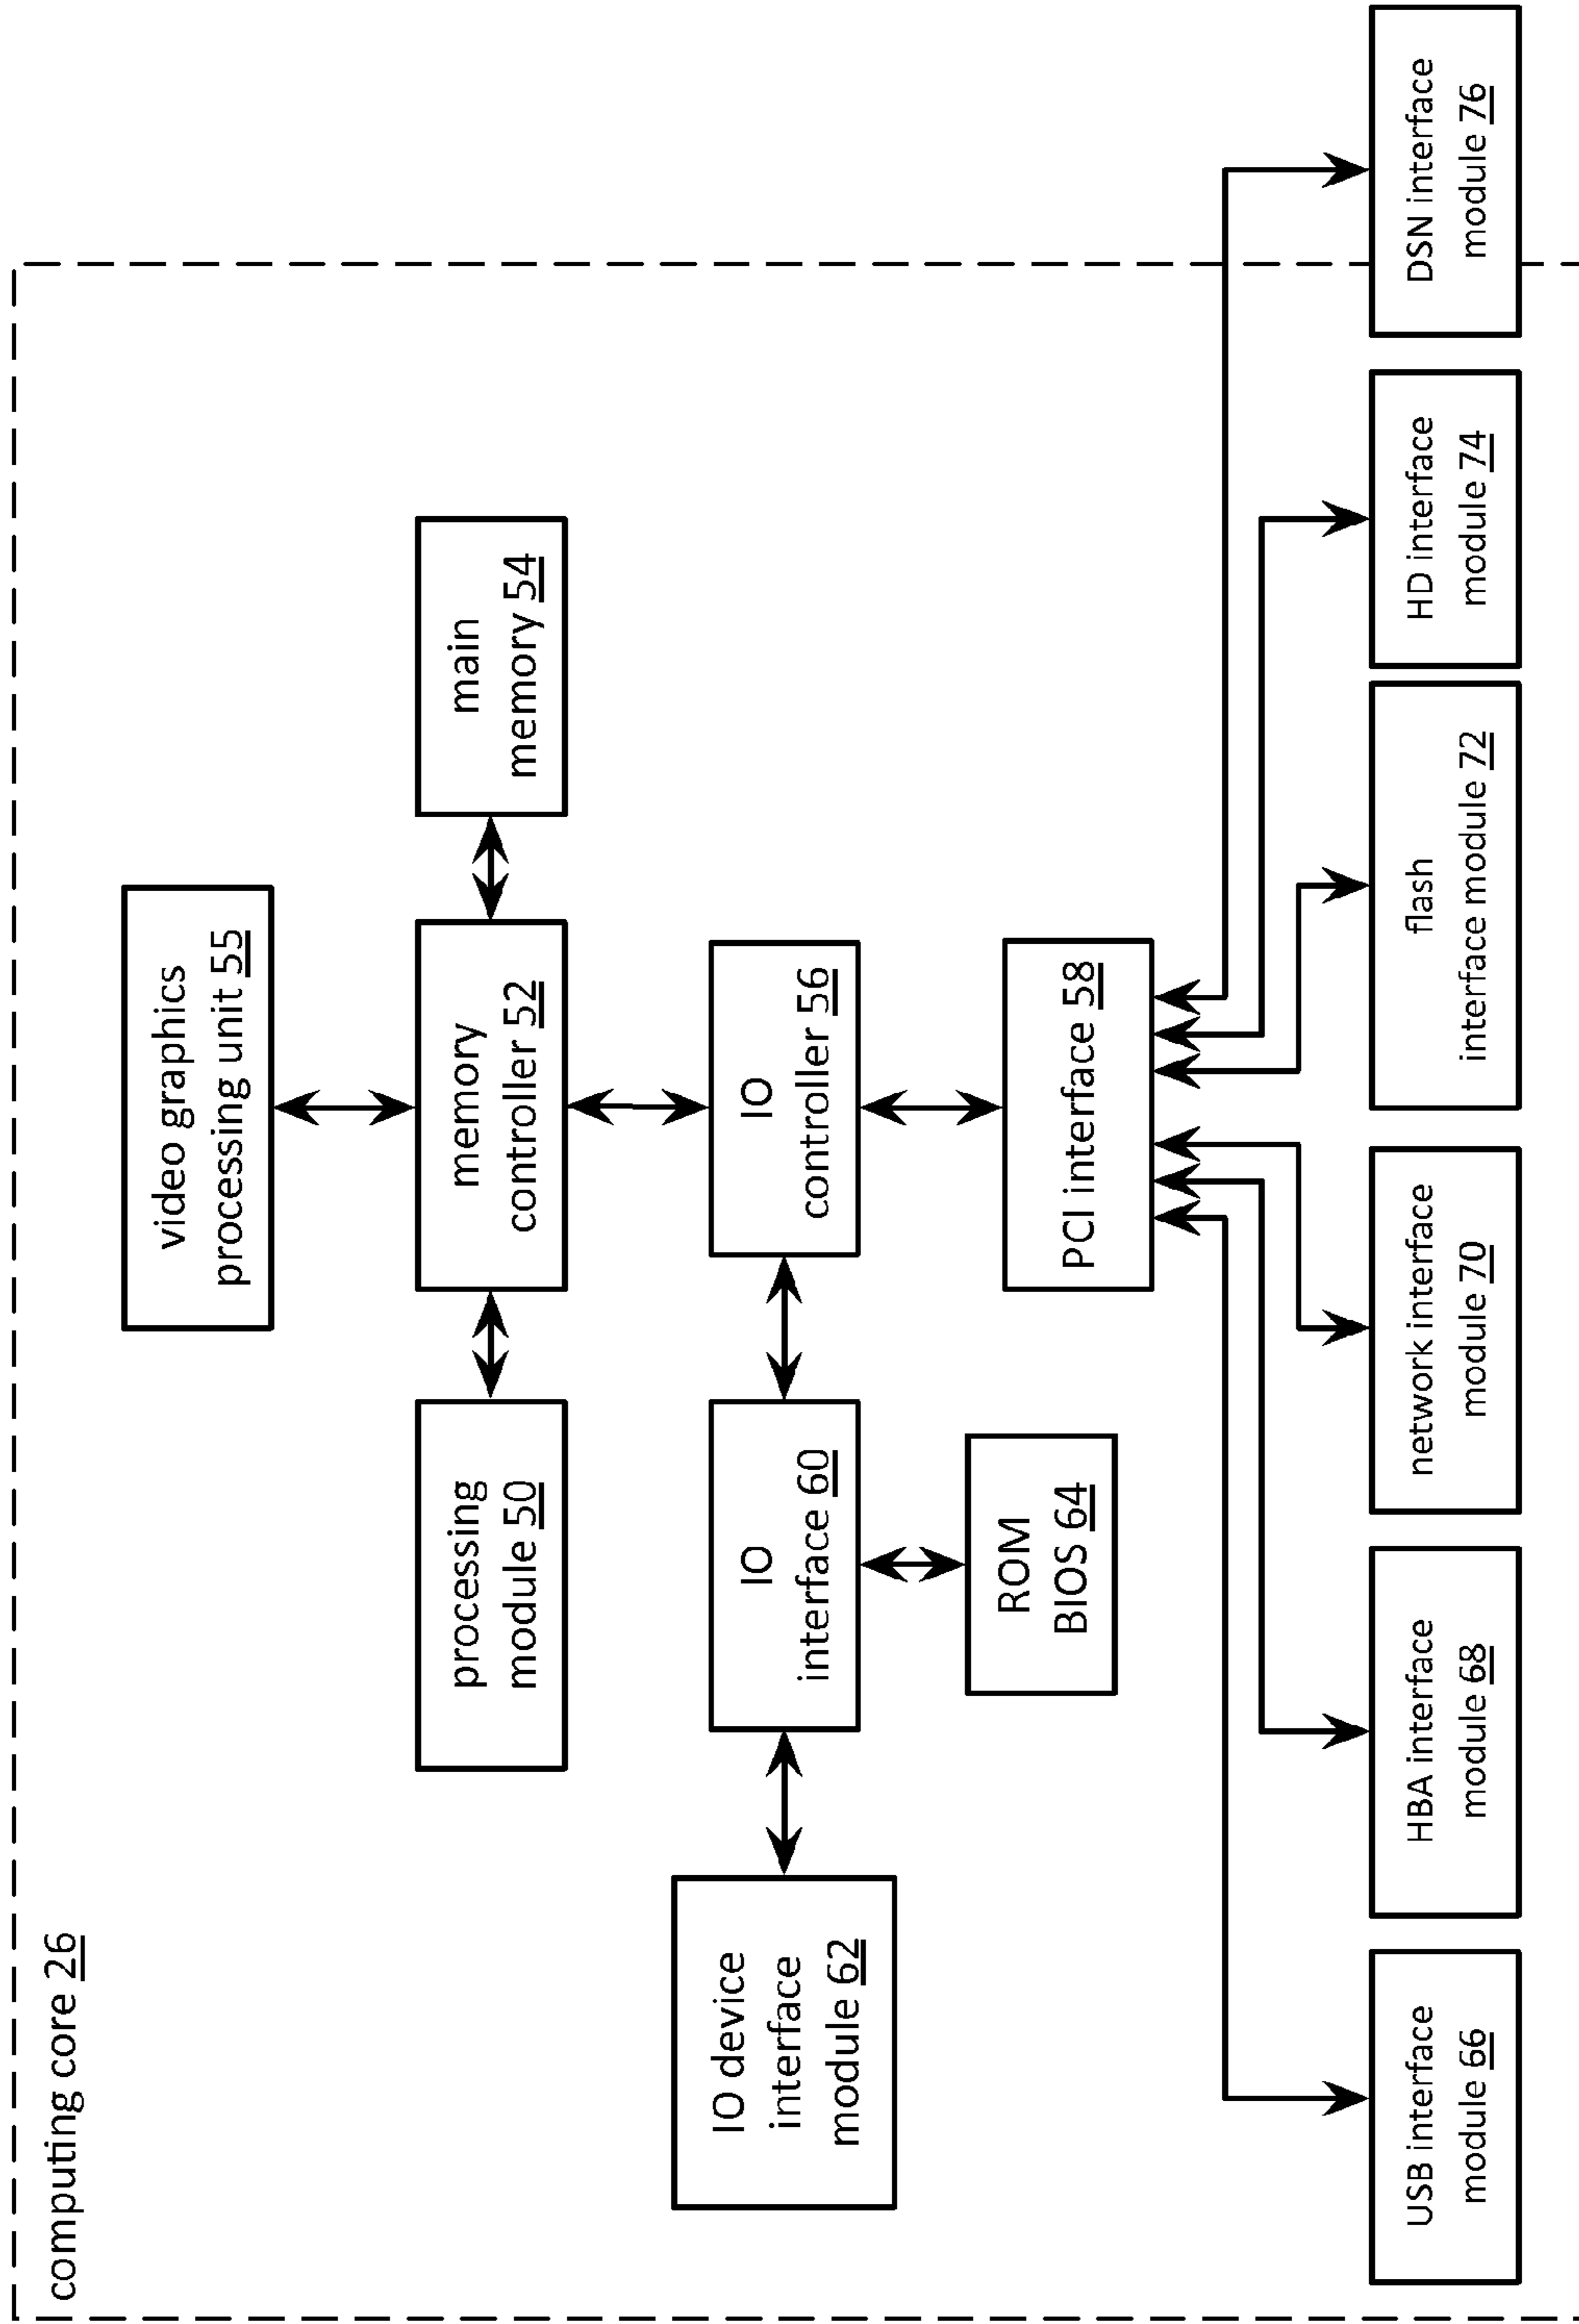 computing core 26
video graphics
processing unit 55
processing
module 50
memory
controller 52
main
memory 54
IO device
interface
module 62
IO
interface 60
IO
controller 56
ROM
BIOS 64
PCI interface 58
USB interface
module 66
HBA interface
module 68
network interface
module 70
flash
interface module 72
HD interface
module 74
DSN interface
module 76